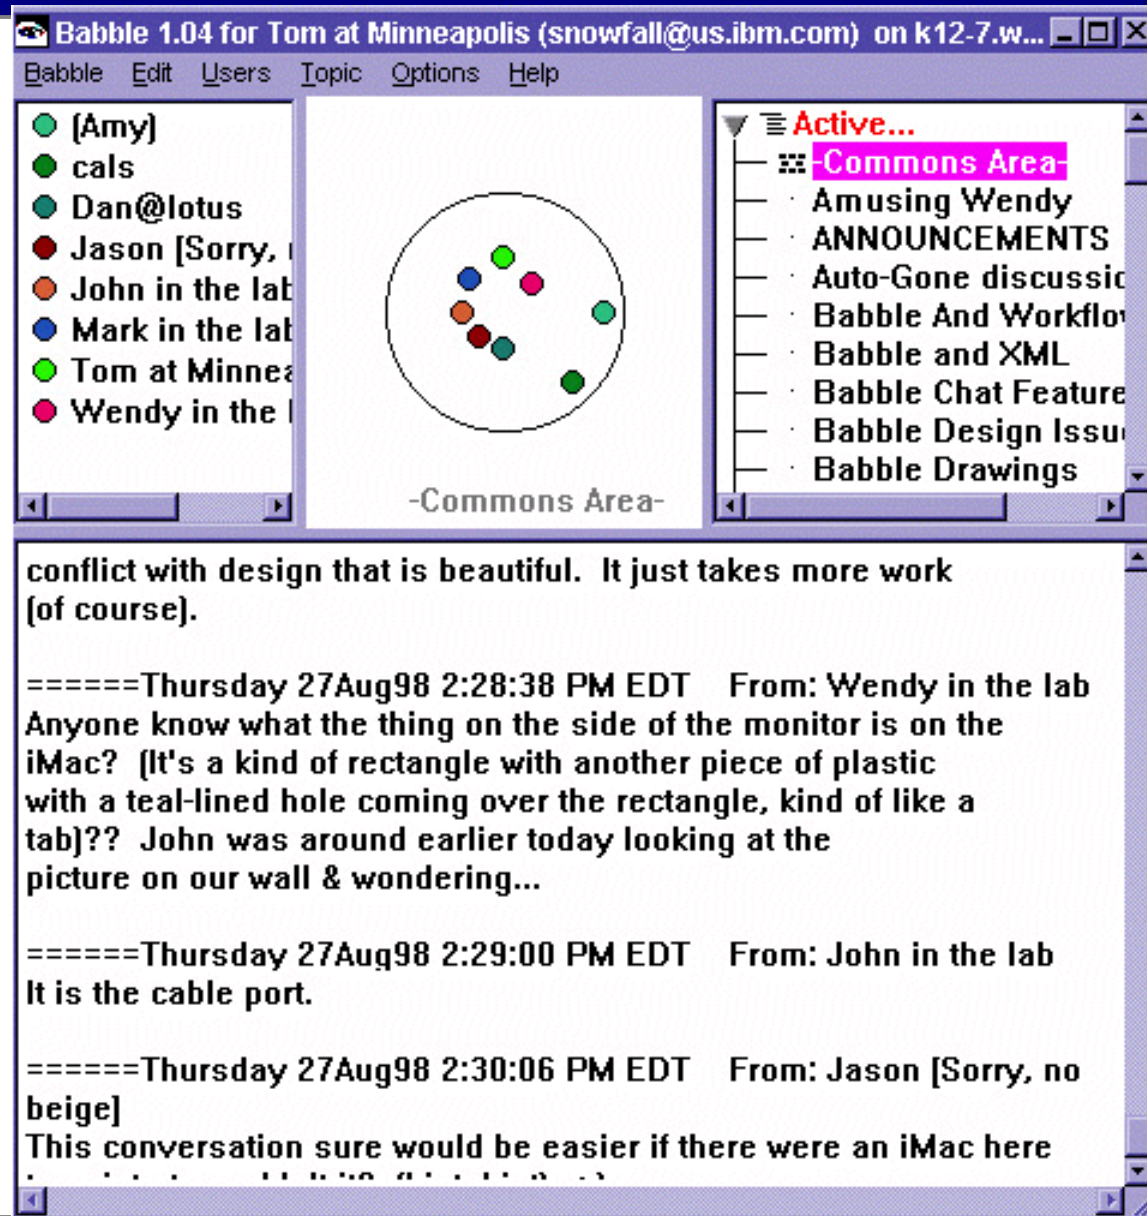 Babble 1.04 for Tom at Minneapolis (snowfall@us.ibm.com) on k12-7.w...
Babble Edit Users Topic Options Help
(Amy)
cals
Dan@lotus
Jason [Sorry,
John in the lab
Mark in the lab
Tom at Minnea
Wendy in the
-Commons Area-
Active...
-Commons Area-
Amusing Wendy
ANNOUNCEMENTS
Auto-Gone discussic
Babble And Workflov
Babble and XML
Babble Chat Feature
Babble Design Issu
Babble Drawings
conflict with design that is beautiful. It just takes more work
(of course).
======Thursday 27Aug98 2:28:38 PM EDT From: Wendy in the lab
Anyone know what the thing on the side of the monitor is on the
iMac? (It's a kind of rectangle with another piece of plastic
with a teal-lined hole coming over the rectangle, kind of like a
tab)?? John was around earlier today looking at the
picture on our wall & wondering...
======Thursday 27Aug98 2:29:00 PM EDT From: John in the lab
It is the cable port.
======Thursday 27Aug98 2:30:06 PM EDT From: Jason [Sorry, no
beige]
This conversation sure would be easier if there were an iMac here